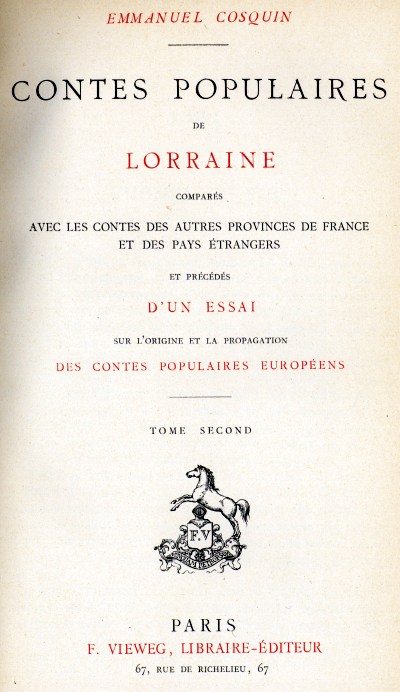 EMMANUEL COSQUIN
CONTES POPULAIRES
DE
LORRAINE
COMPARÉS
AVEC LES CONTES DES AUTRES PROVINCES DE FRANCE
ET DES PAYS ÉTRANGERS
ET PRÉCÉDÉS
D'UN ESSAI
SUR L'ORIGINE ET LA PROPAGATION
DES CONTES POPULAIRES EUROPÉENS
TOME SECOND
F.V
PARIS
F. VIEWEG, LIBRAIRE-ÉDITEUR
67, RUE DE RICHELIEU, 67